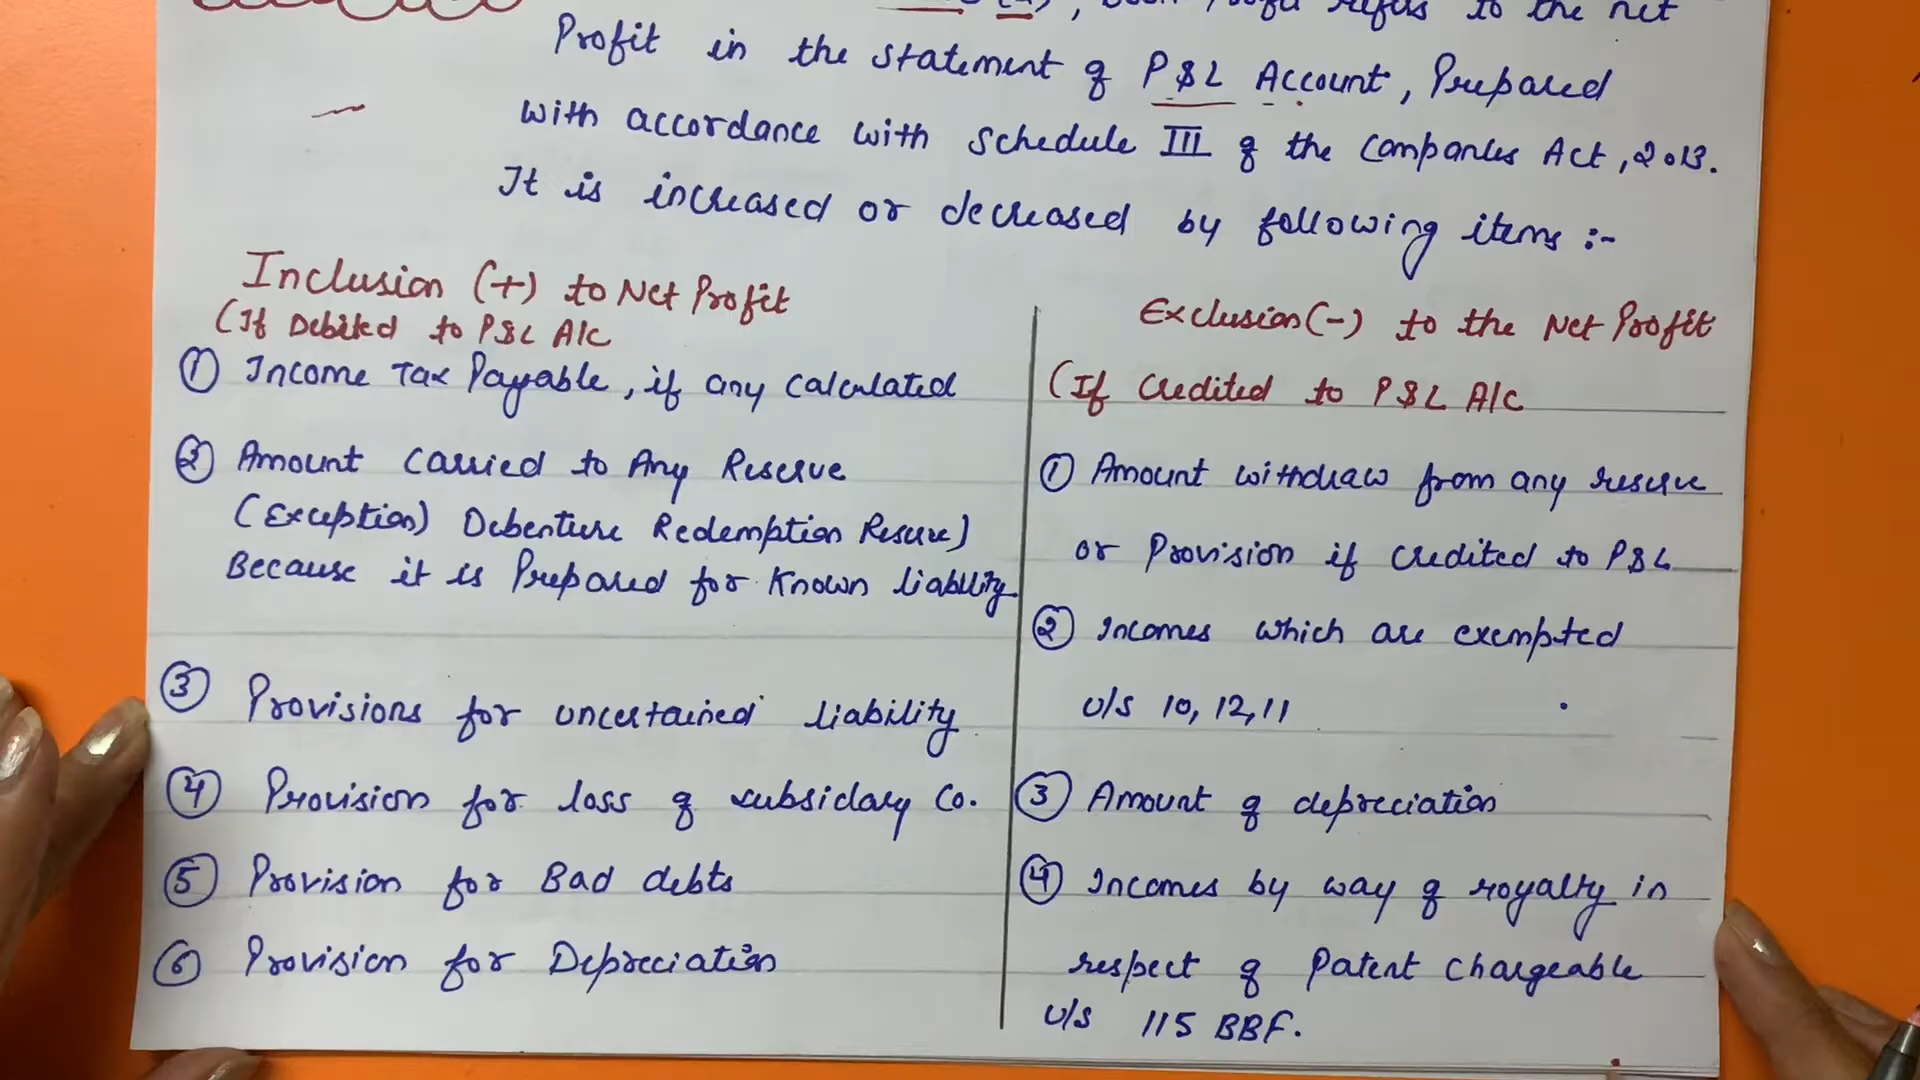 refers to the net
Profit in the statement of P&L Account, Prepared
with accordance with Schedule III of the Companies Act, 2013.
It is increased or decreased by following items :-
Inclusion (+) to Net Profit
(If Debited to P&L A/C
① Income Tax Payable, if any calculated
② Amount Carried to Any Reserve
(Exception) Debenture Redemption Reserve)
Because it is Prepared for Known liability
③ Provisions for uncertained liability
④ Provision for loss of subsidary Co.
⑤ Provision for Bad debts
⑥ Provision for Depreciation
Exclusion(-) to the Net Profit
(If Credited to P&L A/C
① Amount withdraw from any reserve
or Provision if credited to P&L
② Incomes which are exempted
U/S 10, 12, 11
③ Amount of depreciation
④ Incomes by way of royalty in
respect of Patent chargeable
U/S 115 BBF.